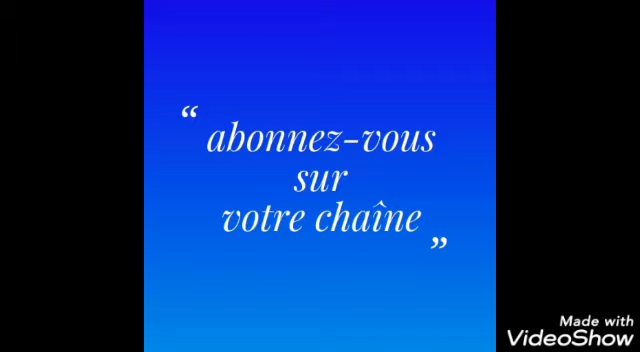 “ abonnez-vous
sur
votre chaîne ”
Made with
VideoShow